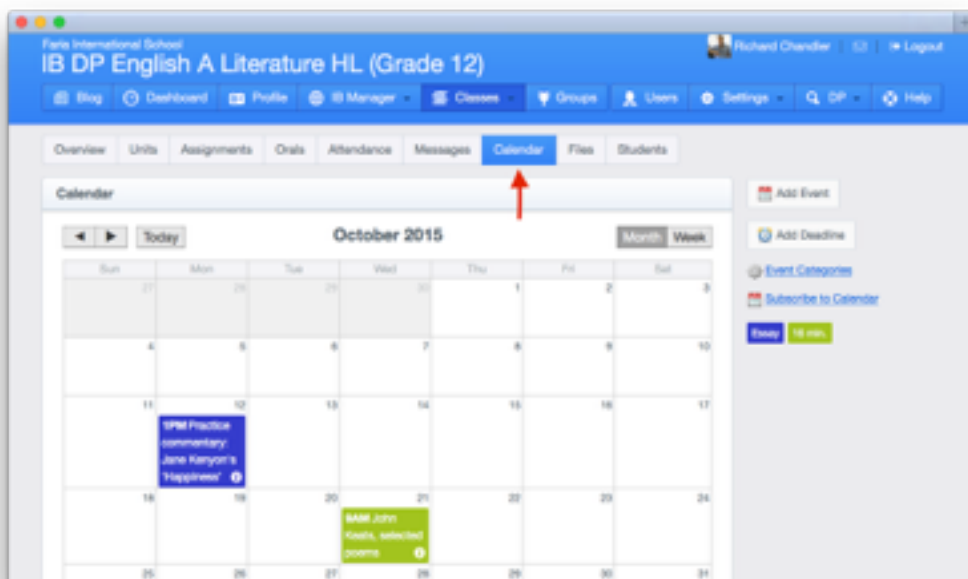 Faria International School
IB DP English A Literature HL (Grade 12)
Richard Chandler
Logout
Blog Dashboard Profile IB Manager Classes Groups Users Settings DP Help
Overview Units Assignments Orals Attendance Messages Calendar Files Students
Calendar
Today October 2015 Month Week
Sun Mon Tue Wed Thu Fri Sat
27 28 29 30 1 2 3
4 5 6 7 8 9 10
11 12 13 14 15 16 17
1PM Practice
commentary:
Jane Kenyon's
'Happiness'
18 19 20 21 22 23 24
9AM John
Keats, selected
poems
25 26 27 28 29 30 31
Add Event
Add Deadline
Event Categories
Subscribe to Calendar
Essay
min.